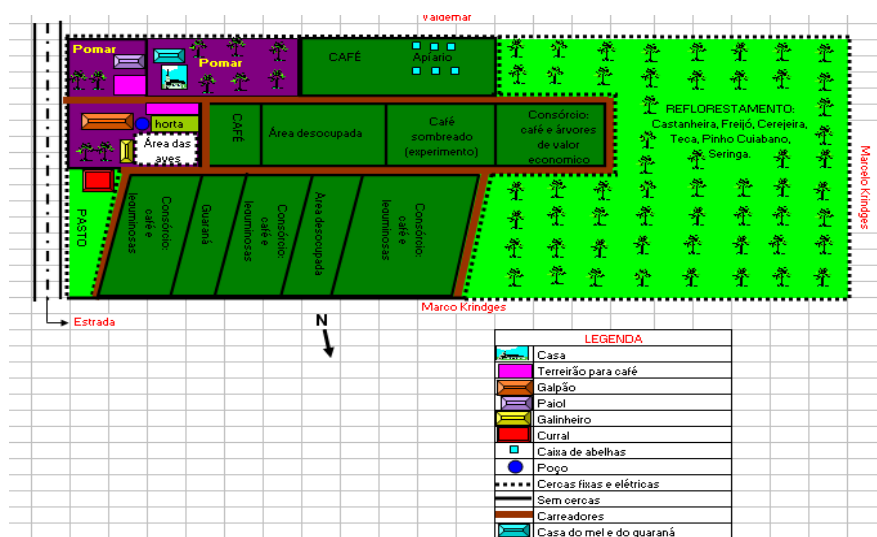 Valdemar
Pomar
Pomar
CAFÉ
Apiario
horta
Área das
aves
CAFÉ
Área desocupada
Café
sombreado
(experimento)
Consórcio:
café e árvores
de valor
economico
REFLORESTAMENTO:
Castanheira, Freijó, Cerejeira,
Teca, Pinho Cuiabano,
Seringa.
Marcelo Krindges
PASTO
Consórcio:
café e
leguminosas
Guaraná
Consórcio:
café e
leguminosas
Área desocupada
Consórcio:
café e
leguminosas
Marco Krindges
Estrada
N
LEGENDA
Casa
Terreirão para café
Galpão
Paiol
Galinheiro
Curral
Caixa de abelhas
Poço
Cercas fixas e elétricas
Sem cercas
Carreadores
Casa do mel e do guaraná